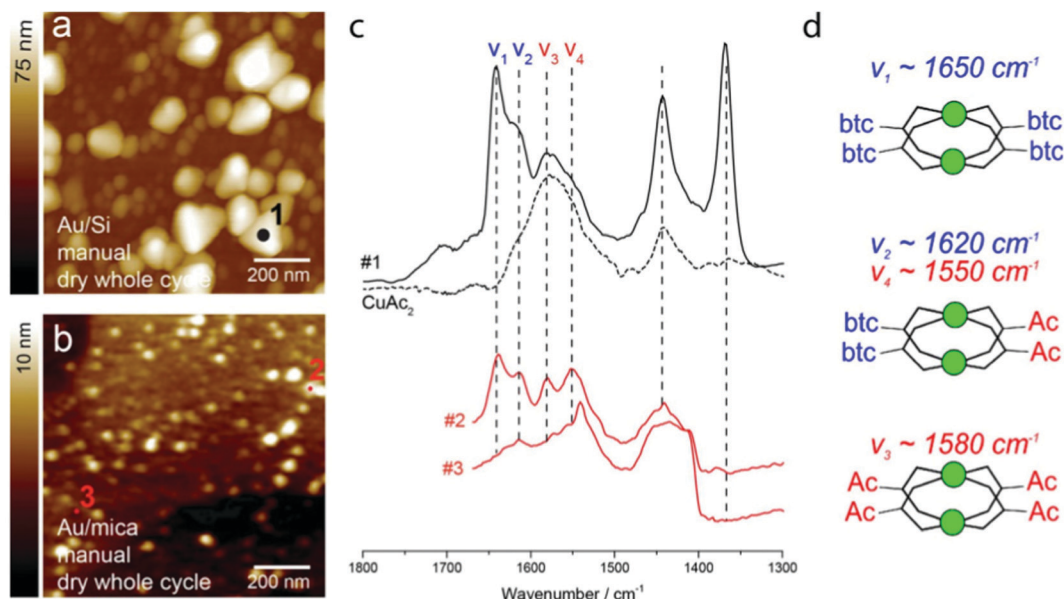 a
75 nm
1
Au/Si
manual
dry whole cycle
200 nm
b
10 nm
2
3
Au/mica
manual
dry whole cycle
200 nm
c
V₁ V₂ V₃ V₄
#1
CuAc₂
#2
#3
1800 1700 1600 1500 1400 1300
Wavenumber / cm⁻¹
d
v₁ ~ 1650 cm⁻¹
btc btc
btc btc
v₂ ~ 1620 cm⁻¹
v₄ ~ 1550 cm⁻¹
btc Ac
btc Ac
v₃ ~ 1580 cm⁻¹
Ac Ac
Ac Ac